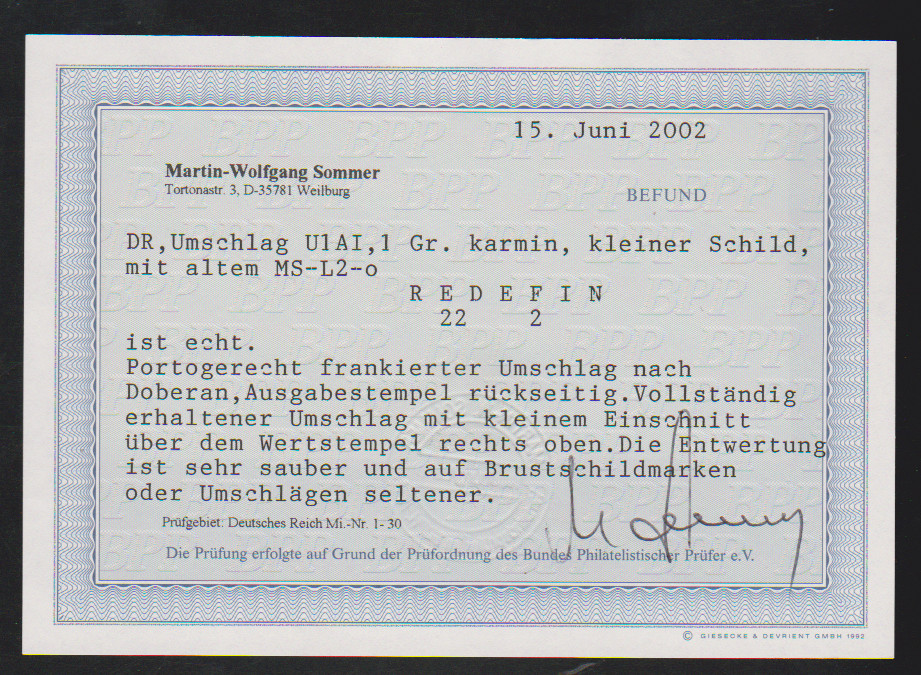 15. Juni 2002
Martin-Wolfgang Sommer
Tortonastr. 3, D-35781 Weilburg
BEFUND
DR,Umschlag U1AI,1 Gr. karmin, kleiner Schild,
mit altem MS-L2-o
R E D E F I N
22 2
ist echt.
Portogerecht frankierter Umschlag nach
Doberan,Ausgabestempel rückseitig.Vollständig
erhaltener Umschlag mit kleinem Einschnitt
über dem Wertstempel rechts oben.Die Entwertung
ist sehr sauber und auf Brustschildmarken
oder Umschlägen seltener.
Prüfgebiet: Deutsches Reich Mi.-Nr. 1-30
Die Prüfung erfolgte auf Grund der Prüfordnung des Bundes Philatelistischer Prüfer e.V.
© GIESECKE & DEVRIENT GMBH 1992